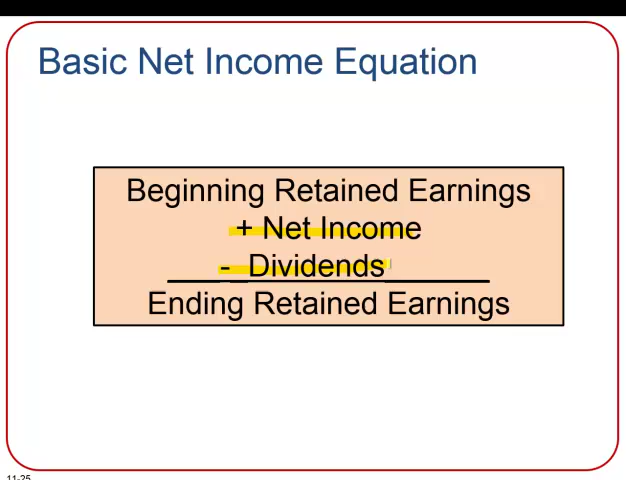 Basic Net Income Equation
Beginning Retained Earnings
+ Net Income
- Dividends
Ending Retained Earnings
11-25